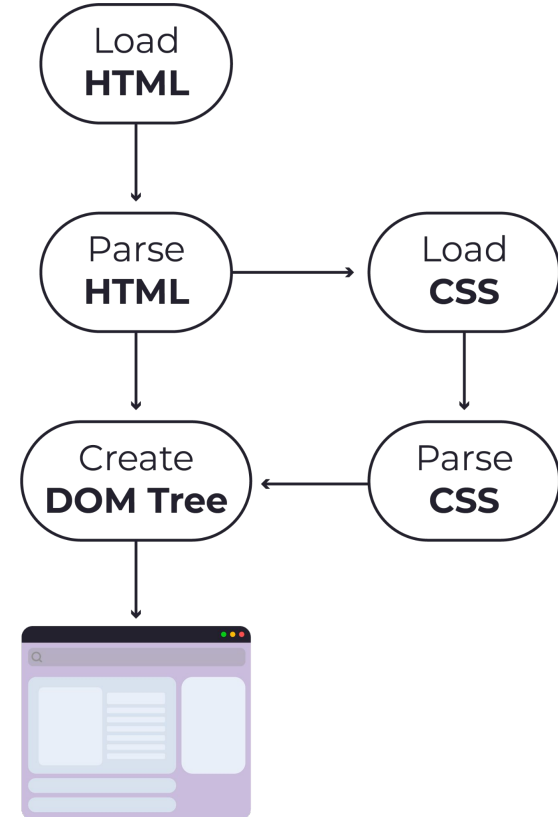 Load
HTML
Parse
HTML
Load
CSS
Create
DOM Tree
Parse
CSS